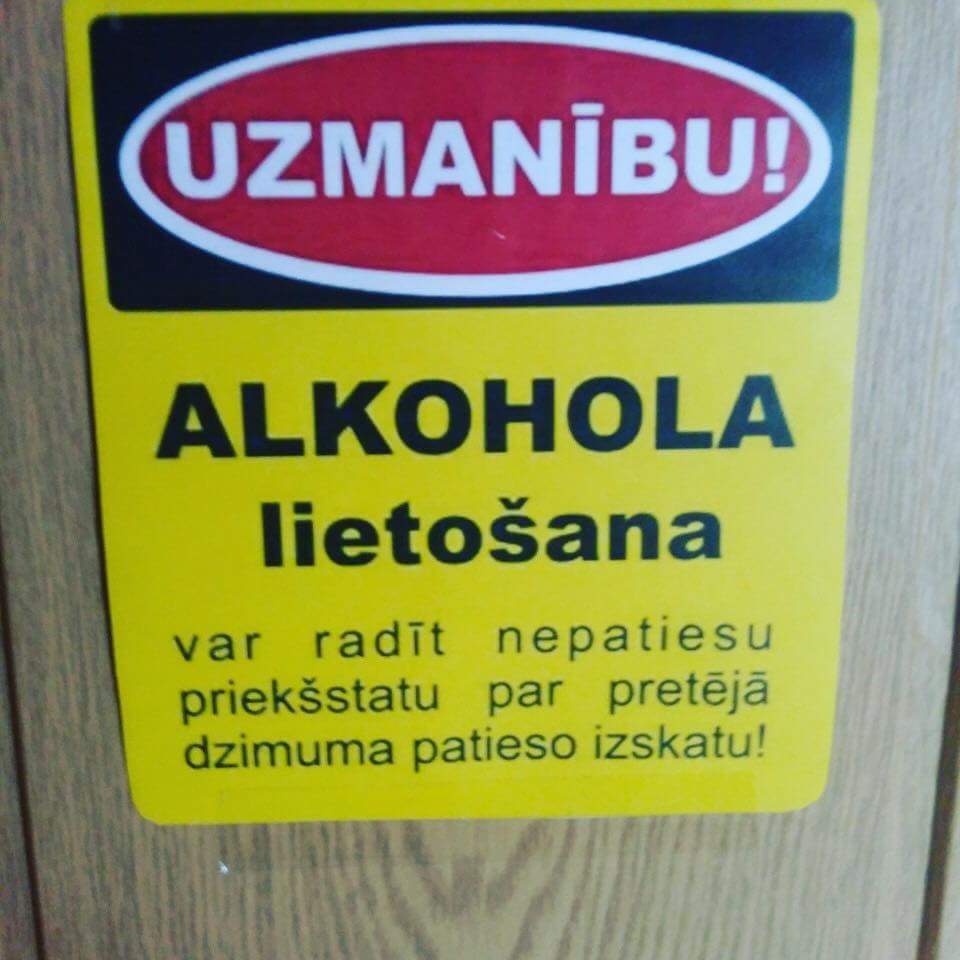 UZMANĪBU!
ALKOHOLA
lietošana
var radīt nepatiesu
priekšstatu par pretējā
dzimuma patieso izskatu!